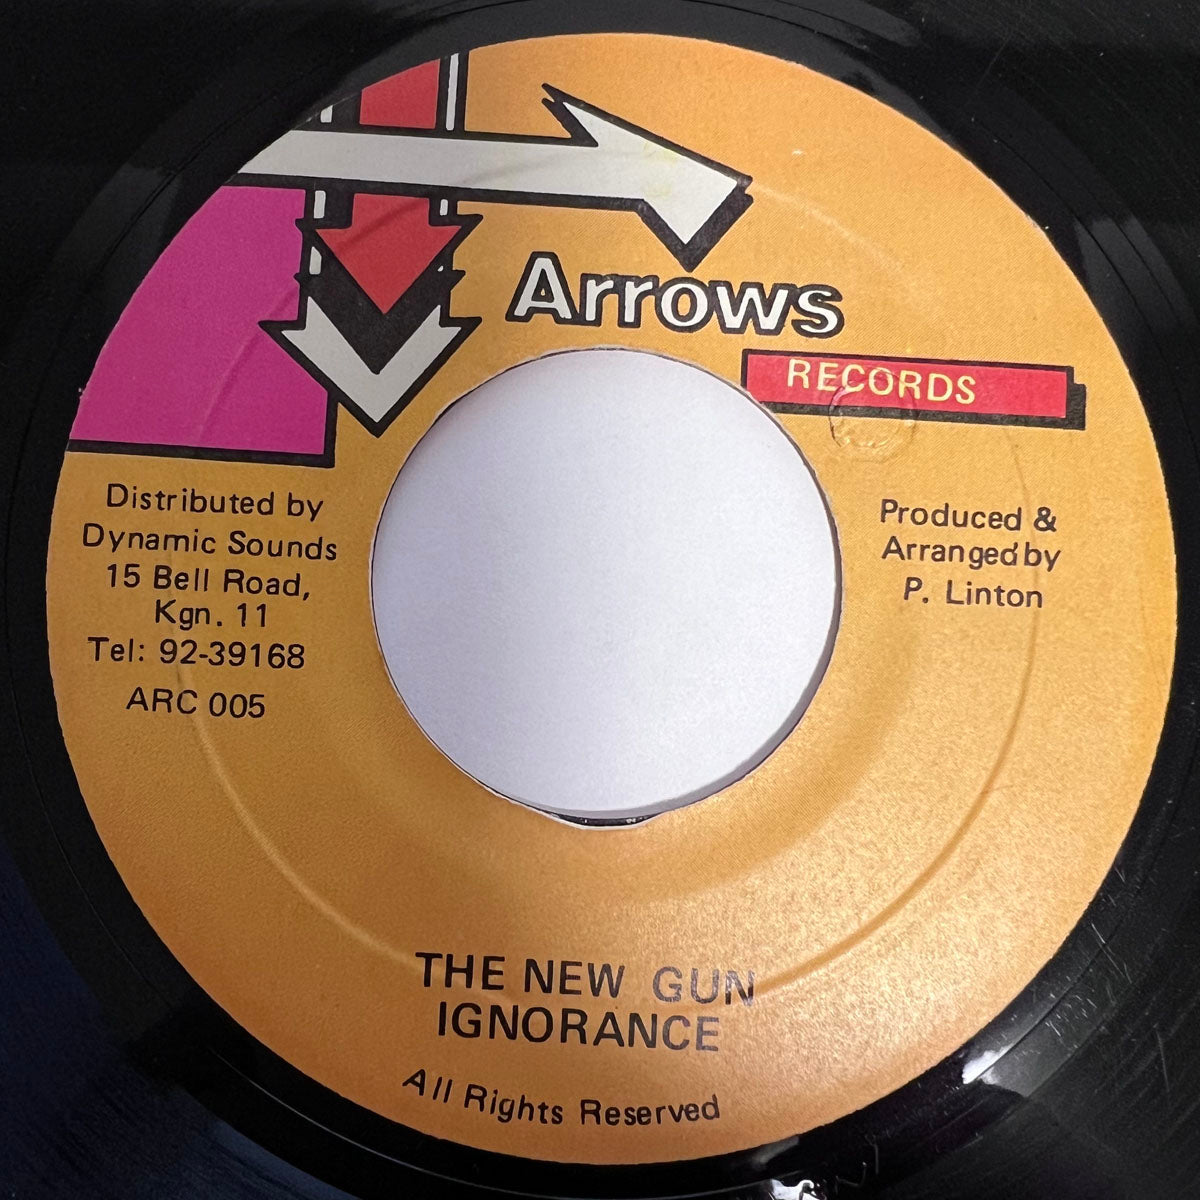 Arrows
RECORDS
Distributed by
Dynamic Sounds
15 Bell Road,
Kgn. 11
Tel: 92-39168
ARC 005
Produced &
Arranged by
P. Linton
THE NEW GUN
IGNORANCE
All Rights Reserved